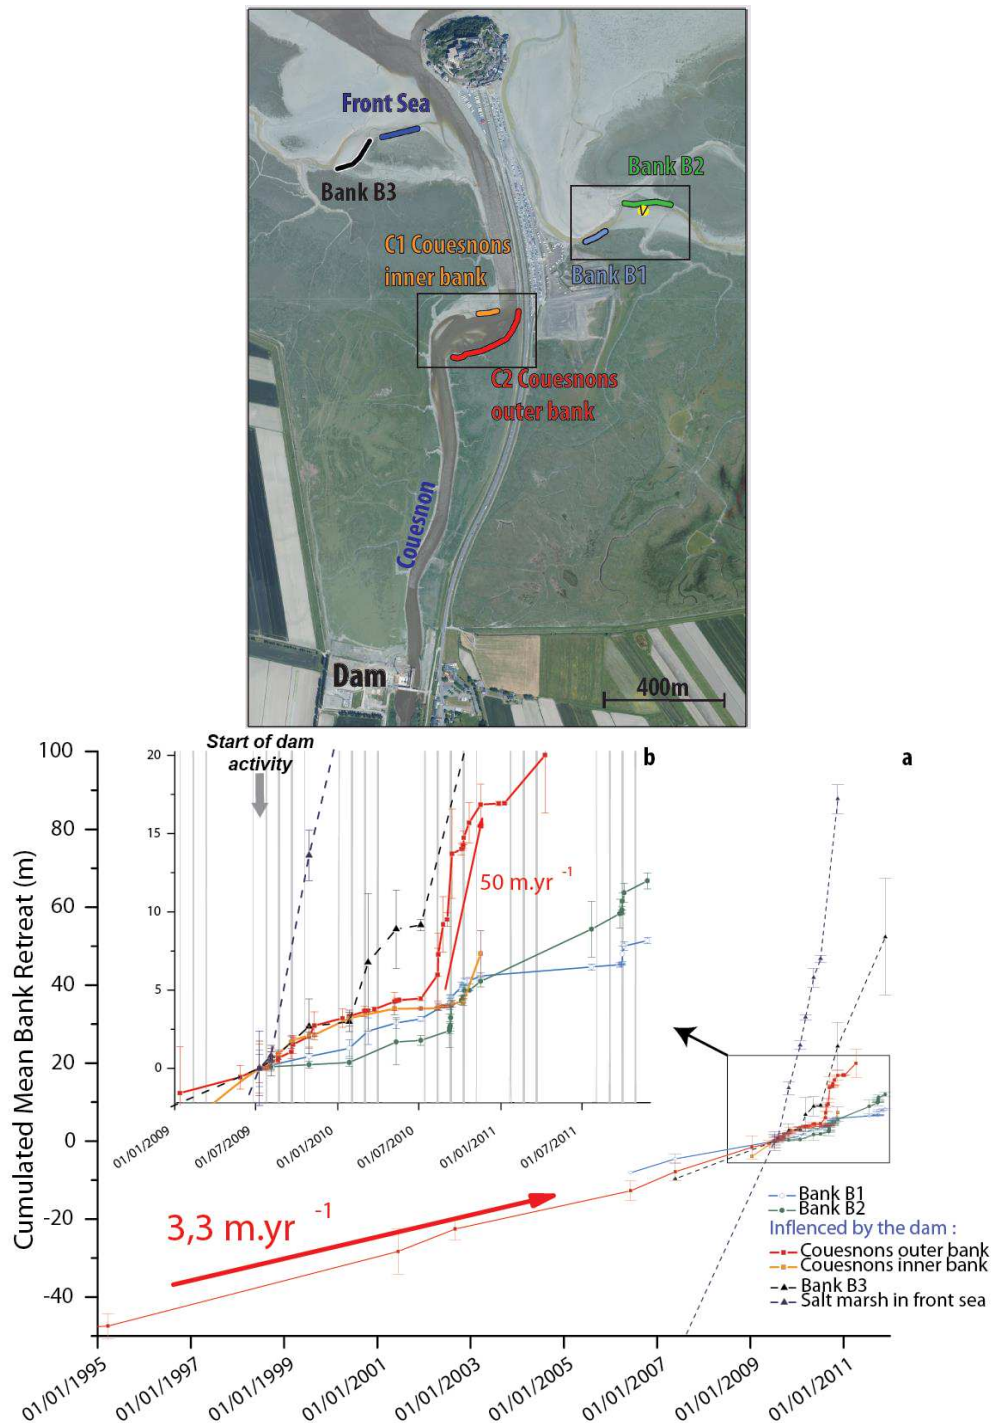 Front Sea
Bank B3
Bank B2
V
C1 Couesnons
inner bank
Bank B1
C2 Couesnons
outer bank
Couesnon
Dam
400m
Cumulated Mean Bank Retreat (m)
100
80
60
40
20
0
-20
-40
01/01/1995
01/01/1997
01/01/1999
01/01/2001
01/01/2003
01/01/2005
01/01/2007
01/01/2009
01/01/2011
a
Start of dam
activity
b
20
15
10
5
0
01/01/2009
01/07/2009
01/01/2010
01/07/2010
01/01/2011
01/07/2011
50 m.yr -1
3,3 m.yr -1
Bank B1
Bank B2
Inflenced by the dam :
Couesnons outer bank
Couesnons inner bank
Bank B3
Salt marsh in front sea